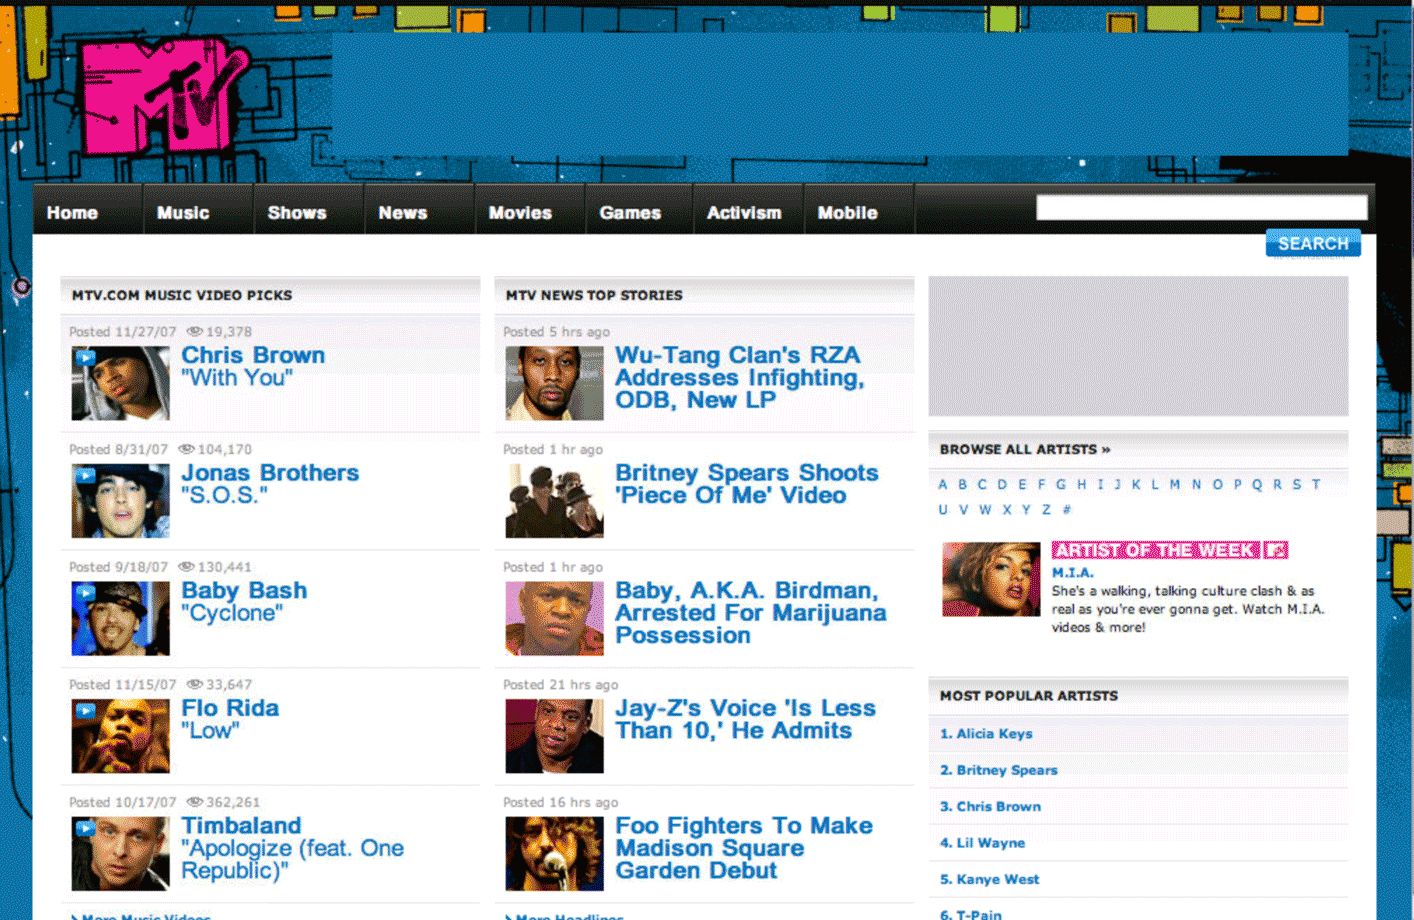 MTV
Home Music Shows News Movies Games Activism Mobile
SEARCH
MTV.COM MUSIC VIDEO PICKS
Posted 11/27/07 19,378
Chris Brown
"With You"
Posted 8/31/07 104,170
Jonas Brothers
"S.O.S."
Posted 9/18/07 130,441
Baby Bash
"Cyclone"
Posted 11/15/07 33,647
Flo Rida
"Low"
Posted 10/17/07 362,261
Timbaland
"Apologize (feat. One
Republic)"
More Music Videos
MTV NEWS TOP STORIES
Posted 5 hrs ago
Wu-Tang Clan's RZA
Addresses Infighting,
ODB, New LP
Posted 1 hr ago
Britney Spears Shoots
'Piece Of Me' Video
Posted 1 hr ago
Baby, A.K.A. Birdman,
Arrested For Marijuana
Possession
Posted 21 hrs ago
Jay-Z's Voice 'Is Less
Than 10,' He Admits
Posted 16 hrs ago
Foo Fighters To Make
Madison Square
Garden Debut
More Headlines
BROWSE ALL ARTISTS »
A B C D E F G H I J K L M N O P Q R S T
U V W X Y Z #
ARTIST OF THE WEEK
M.I.A.
She's a walking, talking culture clash & as
real as you're ever gonna get. Watch M.I.A.
videos & more!
MOST POPULAR ARTISTS
1. Alicia Keys
2. Britney Spears
3. Chris Brown
4. Lil Wayne
5. Kanye West
6. T-Pain